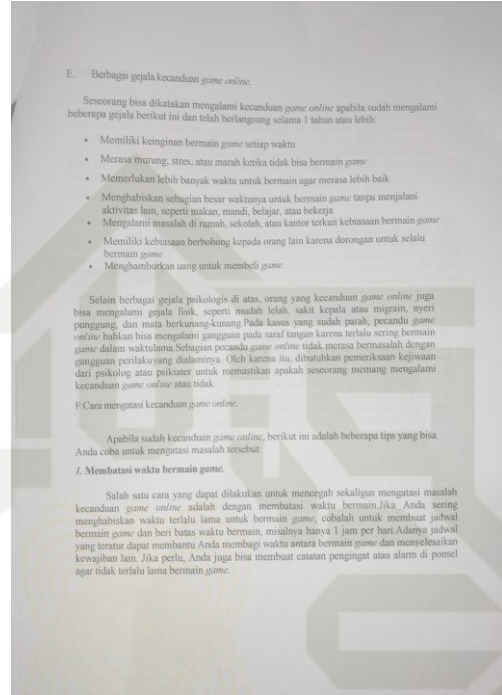 E. Berbagai gejala kecanduan game online.
Seseorang bisa dikatakan mengalami kecanduan game online apabila sudah mengalami
beberapa gejala berikut ini dan telah berlangsung selama 1 tahun atau lebih:
• Memiliki keinginan bermain game setiap waktu
• Merasa murung, stres, atau marah ketika tidak bisa bermain game
• Memerlukan lebih banyak waktu untuk bermain agar merasa lebih baik
• Menghabiskan sebagian besar waktunya untuk bermain game tanpa menjalani
aktivitas lain, seperti makan, mandi, belajar, atau bekerja
• Mengalami masalah di rumah, sekolah, atau kantor terkait kebiasaan bermain game
• Memiliki kebiasaan berbohong kepada orang lain karena dorongan untuk selalu
bermain game
• Menghamburkan uang untuk membeli game
Selain berbagai gejala psikologis di atas, orang yang kecanduan game online juga
bisa mengalami gejala fisik, seperti mudah lelah, sakit kepala atau migrain, nyeri
punggung, dan mata berkunang-kunang.Pada kasus yang sudah parah, pecandu game
online bahkan bisa mengalami gangguan pada saraf tangan karena terlalu sering bermain
game dalam waktulama.Sebagian pecandu game online tidak merasa bermasalah dengan
gangguan perilakuyang dialaminya. Oleh karena itu, dibutuhkan pemeriksaan kejiwaan
dari psikolog atau psikiater untuk memastikan apakah seseorang memang mengalami
kecanduan game online atau tidak.
F.Cara mengatasi kecanduan game online.
Apabila sudah kecanduan game online, berikut ini adalah beberapa tips yang bisa
Anda coba untuk mengatasi masalah tersebut:
1. Membatasi waktu bermain game.
Salah satu cara yang dapat dilakukan untuk mencegah sekaligus mengatasi masalah
kecanduan game online adalah dengan membatasi waktu bermain.Jika Anda sering
menghabiskan waktu terlalu lama untuk bermain game, cobalah untuk membuat jadwal
bermain game dan beri batas waktu bermain, misalnya hanya 1 jam per hari.Adanya jadwal
yang teratur dapat membantu Anda membagi waktu antara bermain game dan menyelesaikan
kewajiban lain. Jika perlu, Anda juga bisa membuat catatan pengingat atau alarm di ponsel
agar tidak terlalu lama bermain game.